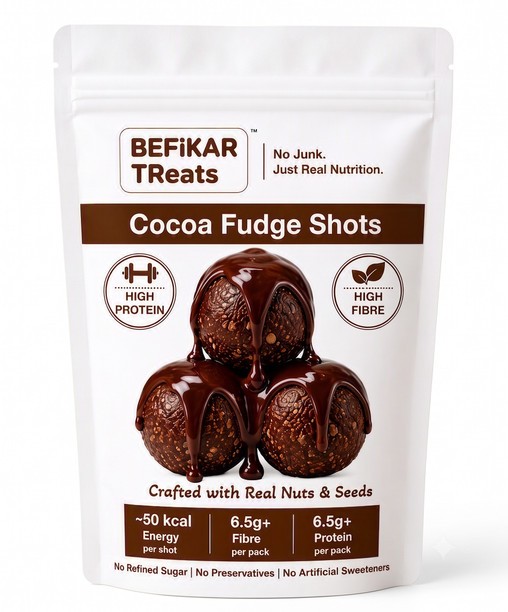 BEFiKAR
TReats
™
No Junk.
Just Real Nutrition.
Cocoa Fudge Shots
HIGH
PROTEIN
HIGH
FIBRE
Crafted with Real Nuts & Seeds
~50 kcal
Energy
per shot
6.5g+
Fibre
per pack
6.5g+
Protein
per pack
No Refined Sugar | No Preservatives | No Artificial Sweeteners